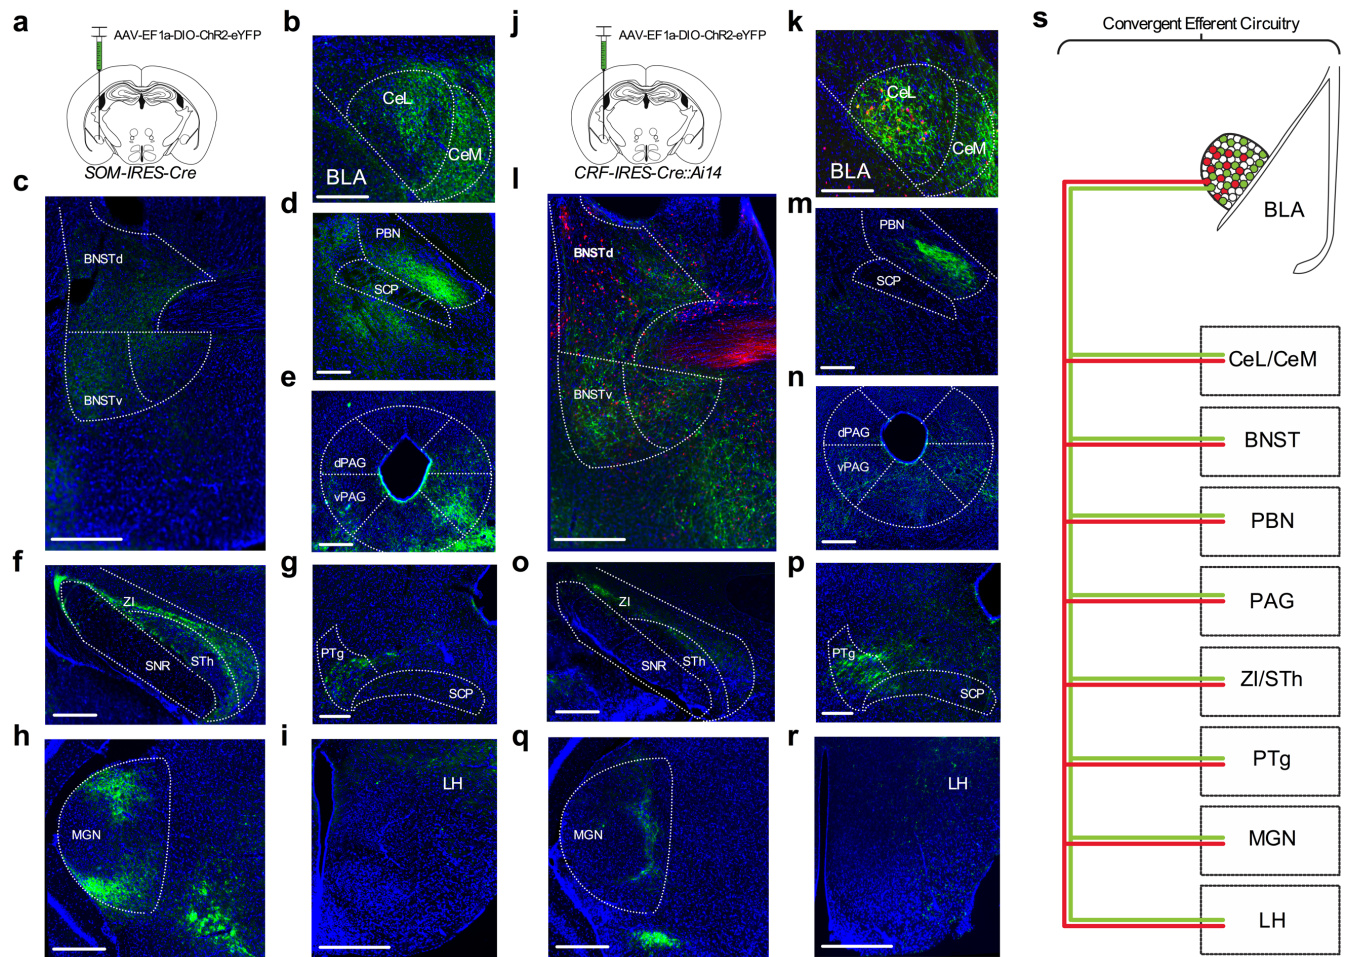 a
AAV-EF1a-DIO-ChR2-eYFP
SOM-IRES-Cre
b
CeL
CeM
BLA
c
BNSTd
BNSTv
d
PBN
SCP
e
dPAG
vPAG
f
ZI
STh
SNR
g
PTg
SCP
h
MGN
i
LH
j
AAV-EF1a-DIO-ChR2-eYFP
CRF-IRES-Cre::Ai14
k
CeL
CeM
BLA
l
BNSTd
BNSTv
m
PBN
SCP
n
dPAG
vPAG
o
ZI
SNR
STh
p
PTg
SCP
q
MGN
r
LH
s
Convergent Efferent Circuitry
BLA
CeL/CeM
BNST
PBN
PAG
ZI/STh
PTg
MGN
LH